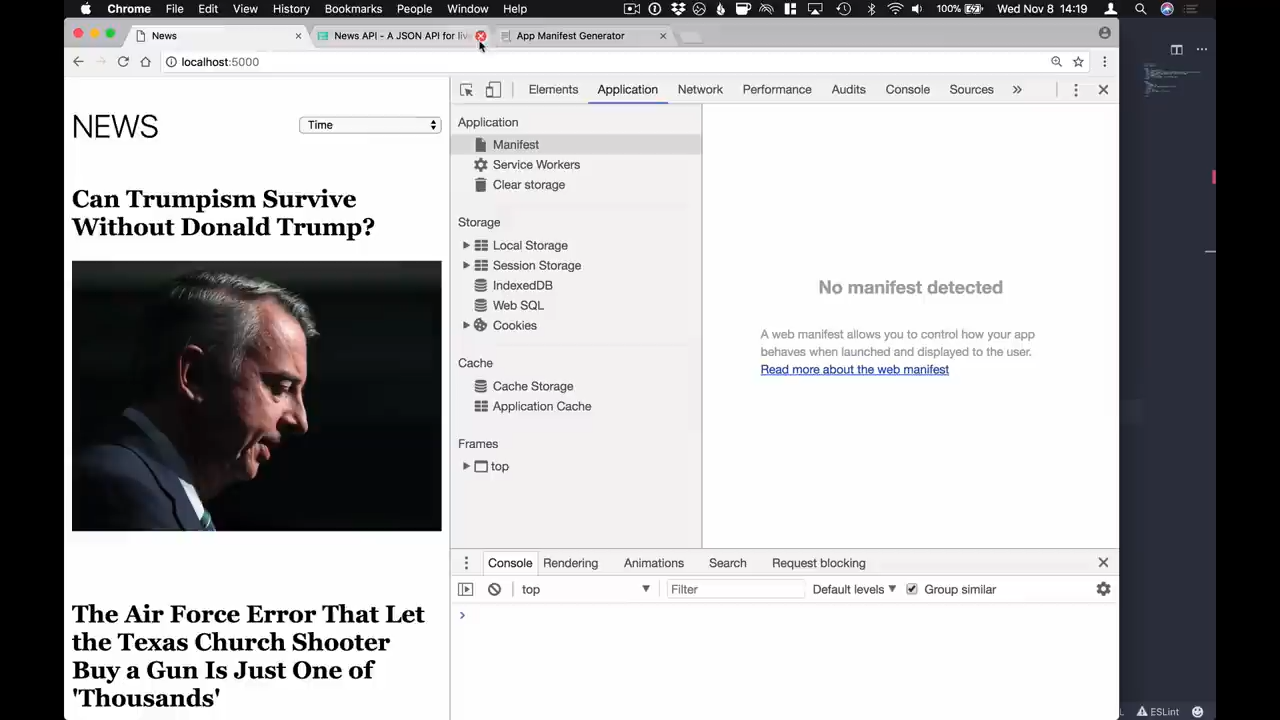 Chrome File Edit View History Bookmarks People Window Help 100% Wed Nov 8 14:19
News News API - A JSON API for live App Manifest Generator
localhost:5000
Elements Application Network Performance Audits Console Sources »
NEWS
Time
Can Trumpism Survive
Without Donald Trump?
The Air Force Error That Let
the Texas Church Shooter
Buy a Gun Is Just One of
'Thousands'
Application
Manifest
Service Workers
Clear storage
Storage
Local Storage
Session Storage
IndexedDB
Web SQL
Cookies
Cache
Cache Storage
Application Cache
Frames
top
No manifest detected
A web manifest allows you to control how your app
behaves when launched and displayed to the user.
Read more about the web manifest
Console Rendering Animations Search Request blocking
top Filter Default levels Group similar
ESLint